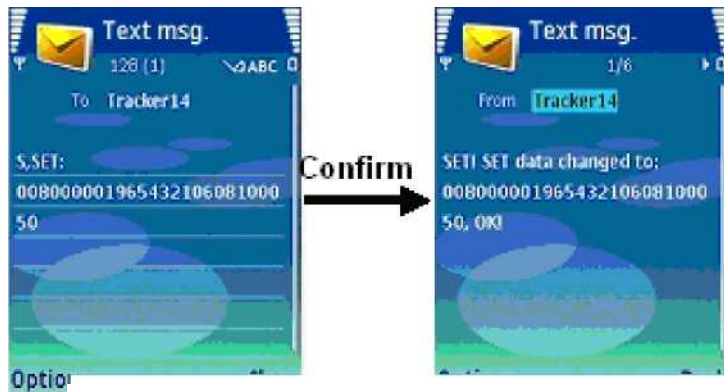 Text msg.
128 (1) ABC
To Tracker14
S,SET:
0080000019654321060810000
50
Optio
Confirm
Text msg.
1/6
From Tracker14
SET! SET data changed to:
0080000019654321060810000
50, OK!